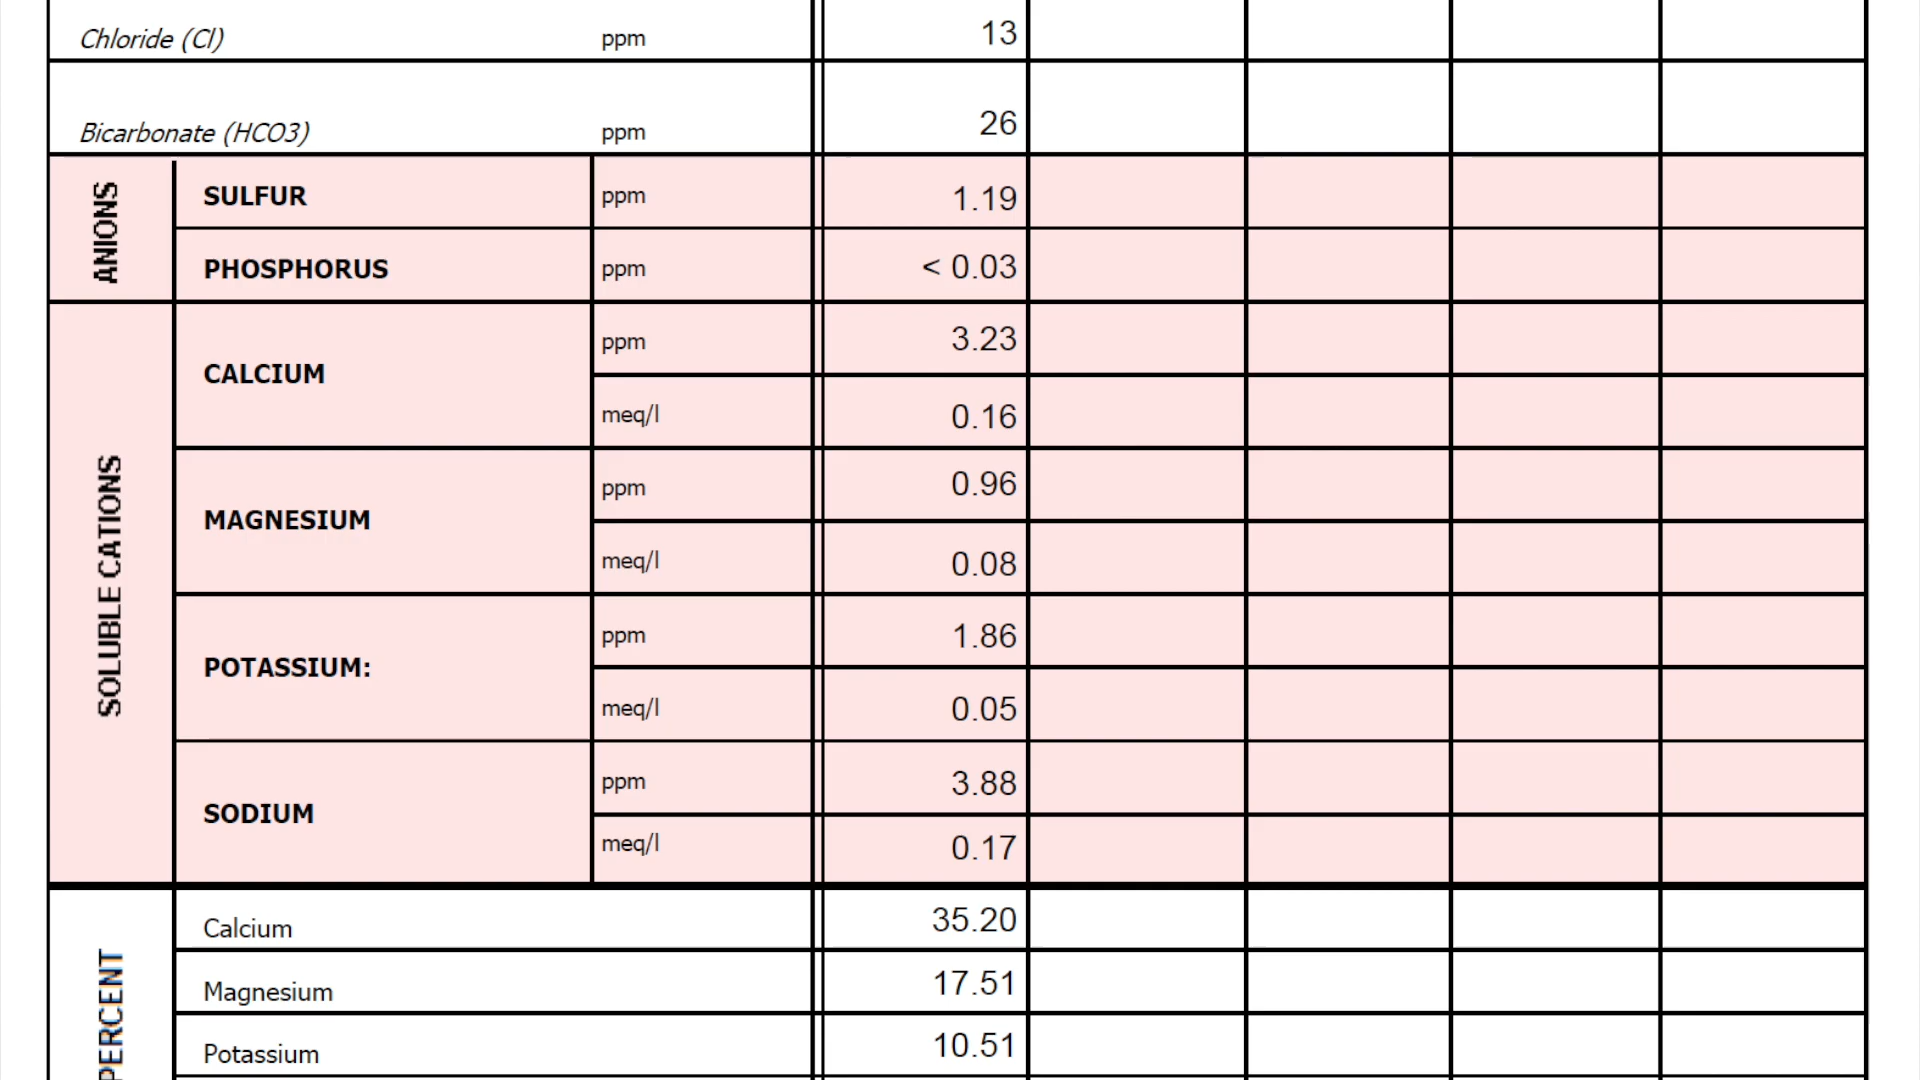 Chloride (Cl) ppm 13
Bicarbonate (HCO3) ppm 26
ANIONS
SULFUR ppm 1.19
PHOSPHORUS ppm < 0.03
SOLUBLE CATIONS
CALCIUM
ppm 3.23
meq/l 0.16
MAGNESIUM
ppm 0.96
meq/l 0.08
POTASSIUM:
ppm 1.86
meq/l 0.05
SODIUM
ppm 3.88
meq/l 0.17
PERCENT
Calcium 35.20
Magnesium 17.51
Potassium 10.51